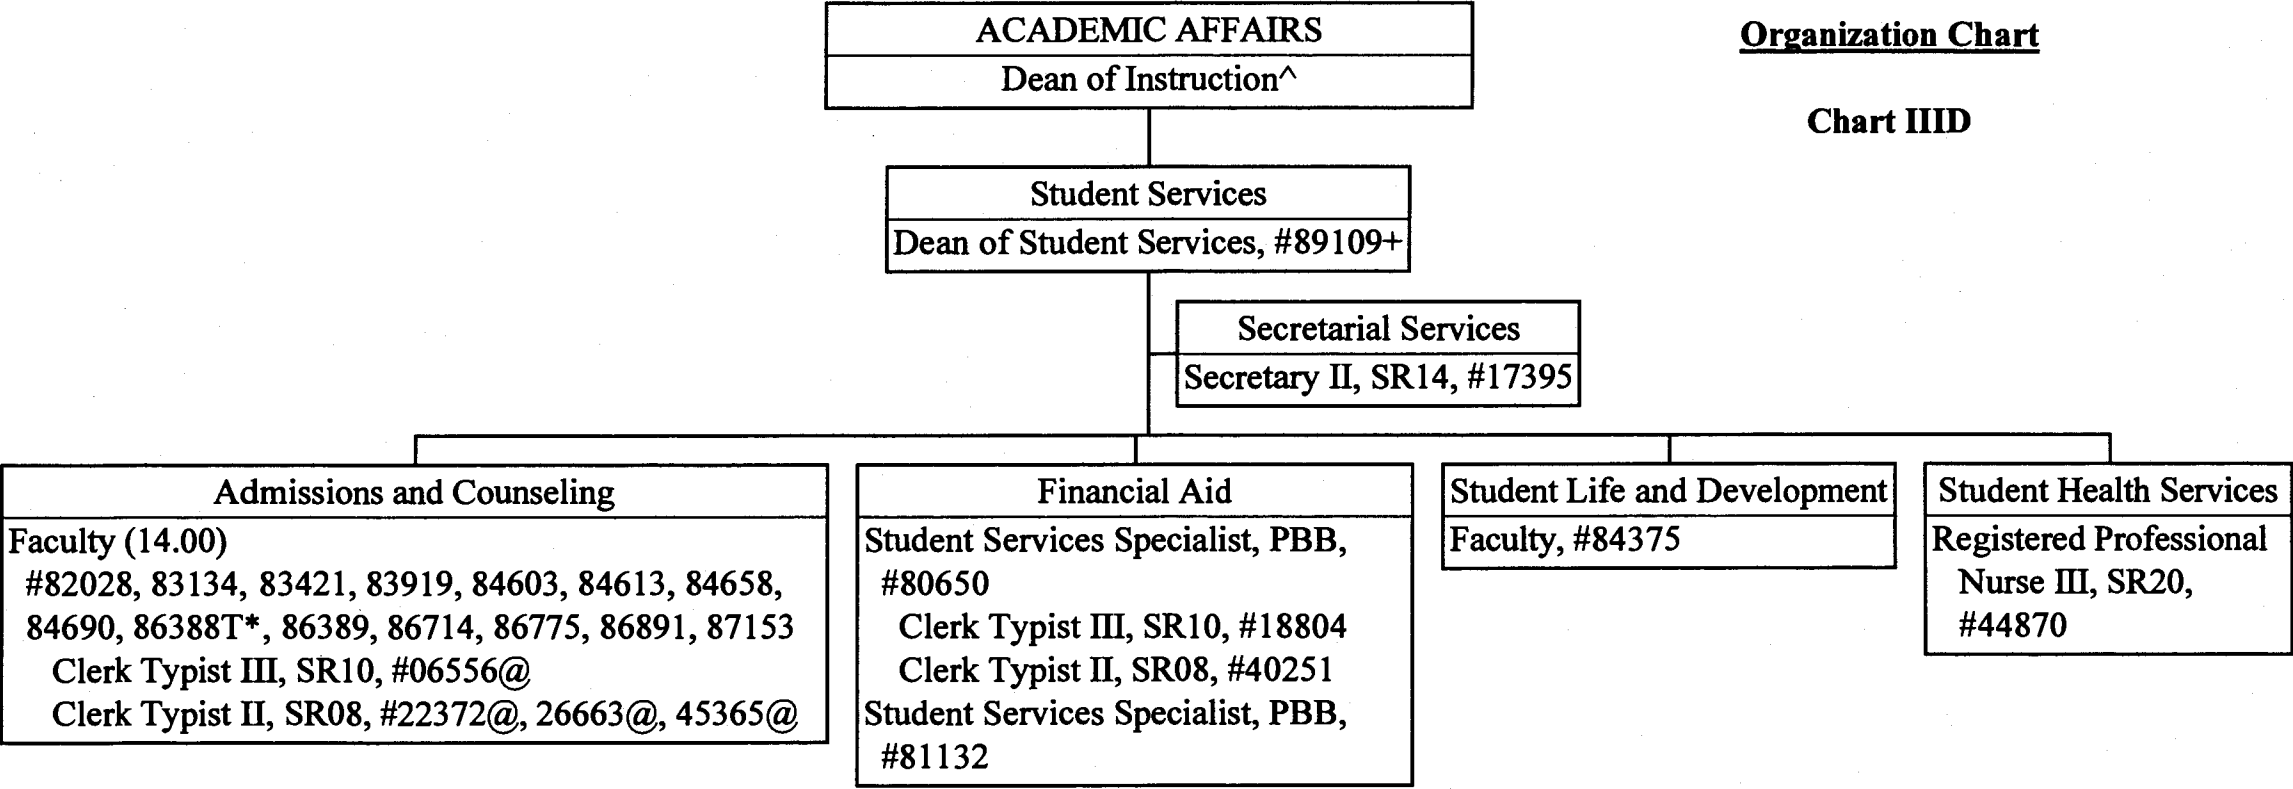 ACADEMIC AFFAIRS
Dean of Instruction^
Organization Chart
Chart IIID
Student Services
Dean of Student Services, #89109+
Secretarial Services
Secretary II, SR14, #17395
Admissions and Counseling
Faculty (14.00)
#82028, 83134, 83421, 83919, 84603, 84613, 84658,
84690, 86388T*, 86389, 86714, 86775, 86891, 87153
Clerk Typist III, SR10, #06556@
Clerk Typist II, SR08, #22372@, 26663@, 45365@
Financial Aid
Student Services Specialist, PBB,
#80650
Clerk Typist III, SR10, #18804
Clerk Typist II, SR08, #40251
Student Services Specialist, PBB,
#81132
Student Life and Development
Faculty, #84375
Student Health Services
Registered Professional
Nurse III, SR20,
#44870